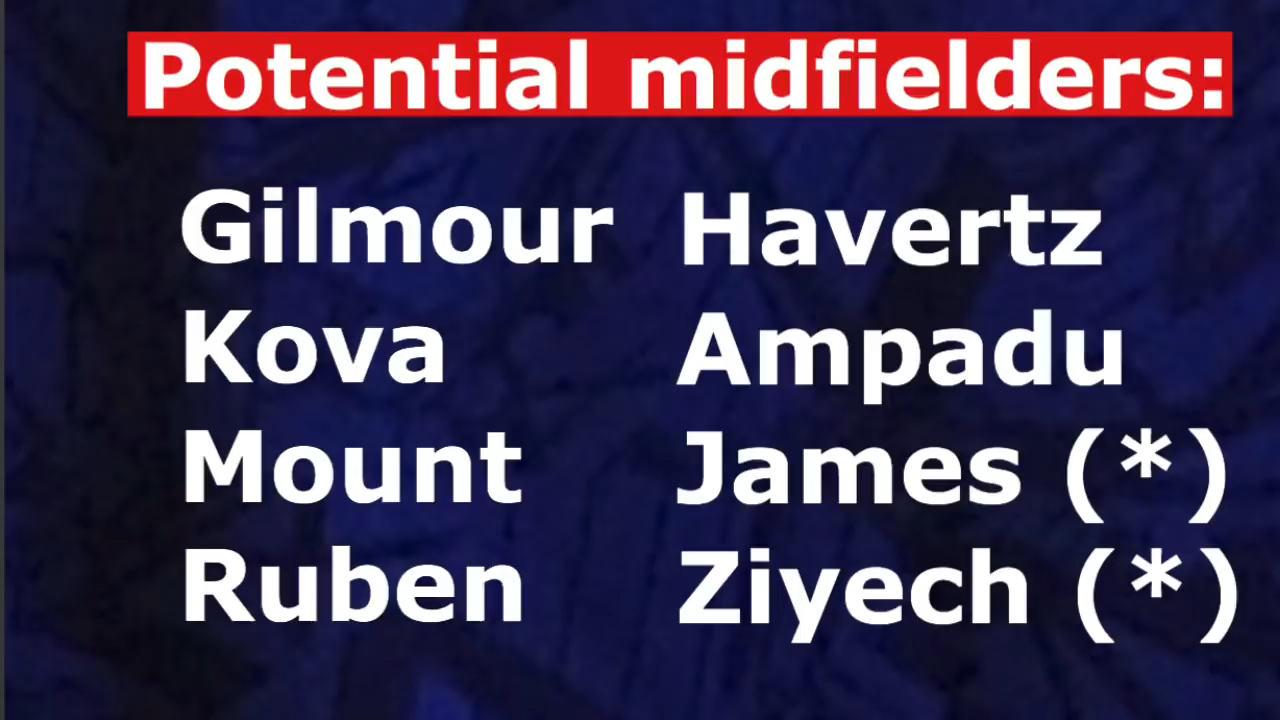 Potential midfielders:
Gilmour
Kova
Mount
Ruben
Havertz
Ampadu
James (*)
Ziyech (*)